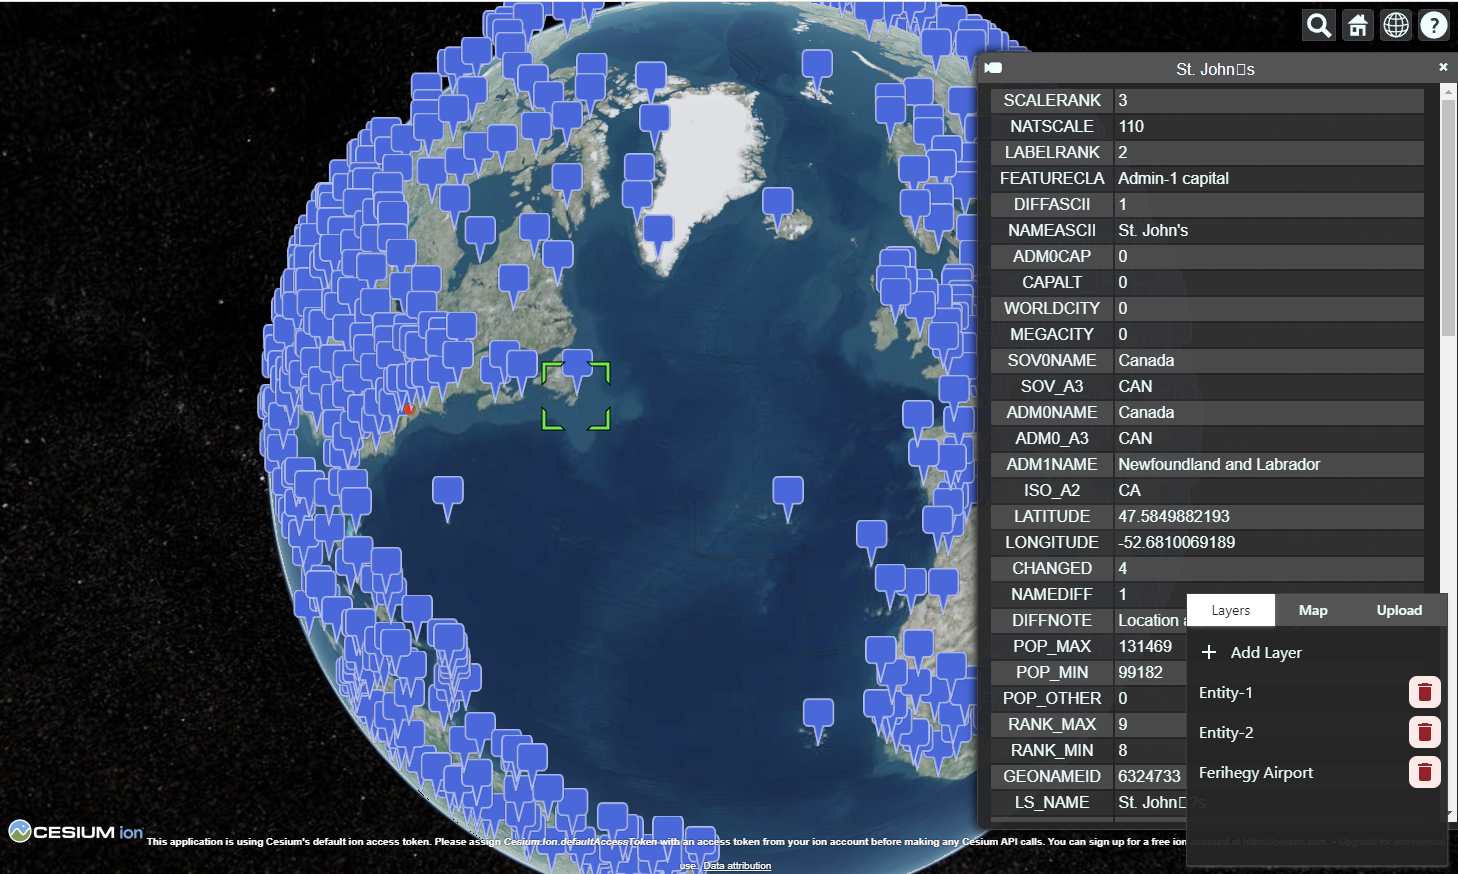 St. John□s
SCALERANK 3
NATSCALE 110
LABELRANK 2
FEATURECLA Admin-1 capital
DIFFASCII 1
NAMEASCII St. John's
ADM0CAP 0
CAPALT 0
WORLDCITY 0
MEGACITY 0
SOV0NAME Canada
SOV_A3 CAN
ADM0NAME Canada
ADM0_A3 CAN
ADM1NAME Newfoundland and Labrador
ISO_A2 CA
LATITUDE 47.5849882193
LONGITUDE -52.6810069189
CHANGED 4
NAMEDIFF 1
DIFFNOTE Location
POP_MAX 131469
POP_MIN 99182
POP_OTHER 0
RANK_MAX 9
RANK_MIN 8
GEONAMEID 6324733
LS_NAME St. John□?s
Layers Map Upload
+ Add Layer
Entity-1
Entity-2
Ferihegy Airport
CESIUM ion
This application is using Cesium's default ion access token. Please assign Cesium.Ion.defaultAccessToken with an access token from your ion account before making any Cesium API calls. You can sign up for a free ion account at https://cesium.com. - Upgrade for commercial
use. Data attribution